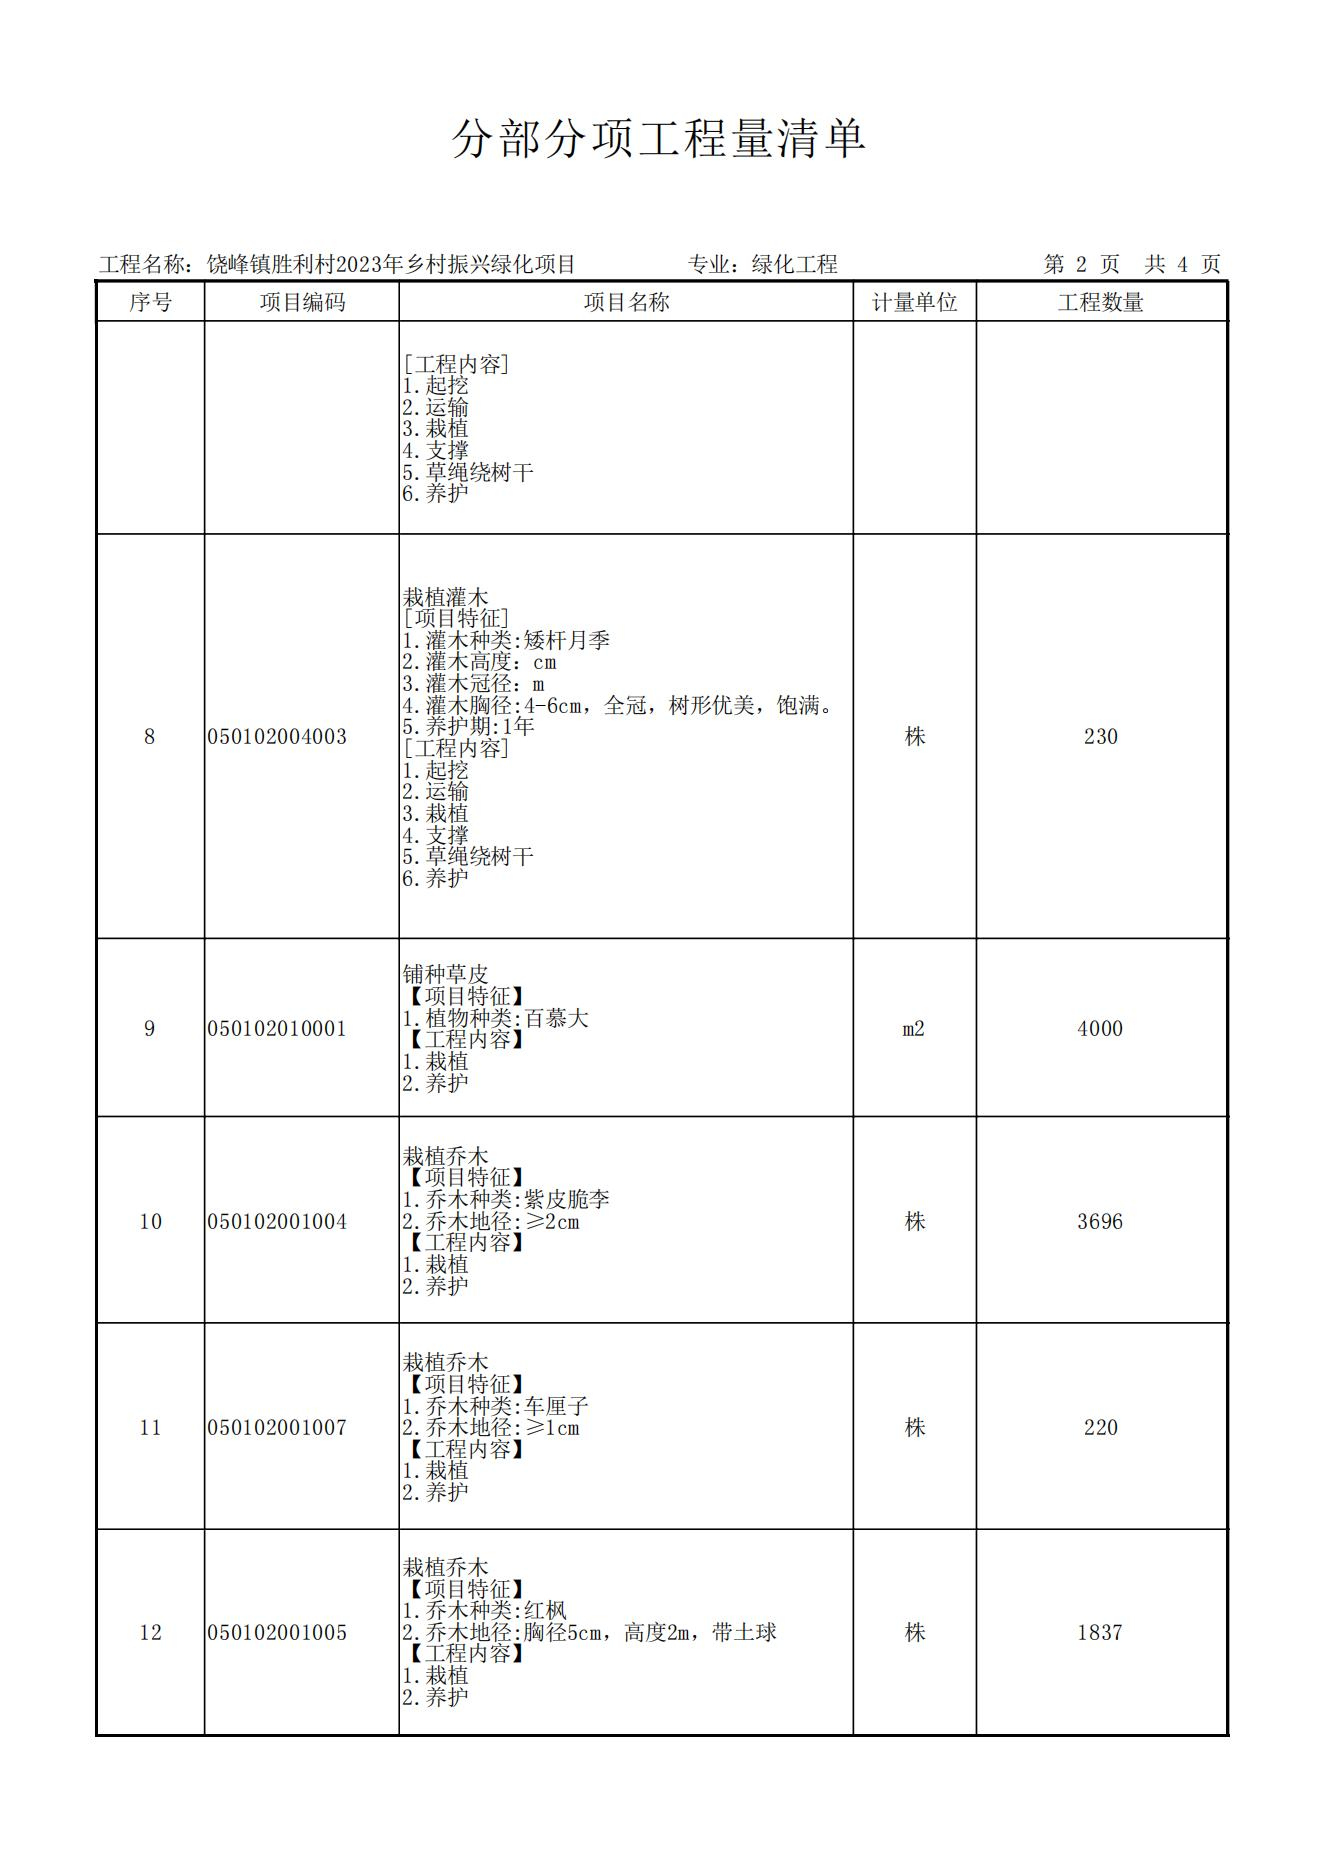 分部分项工程量清单
工程名称：饶峰镇胜利村2023年乡村振兴绿化项目 专业：绿化工程 第 2 页 共 4 页
序号 项目编码 项目名称 计量单位 工程数量
[工程内容]
1.起挖
2.运输
3.栽植
4.支撑
5.草绳绕树干
6.养护
8 050102004003
栽植灌木
[项目特征]
1.灌木种类:矮杆月季
2.灌木高度：cm
3.灌木冠径：m
4.灌木胸径:4-6cm，全冠，树形优美，饱满。
5.养护期:1年
[工程内容]
1.起挖
2.运输
3.栽植
4.支撑
5.草绳绕树干
6.养护
株 230
9 050102010001
铺种草皮
【项目特征】
1.植物种类:百慕大
【工程内容】
1.栽植
2.养护
m2 4000
10 050102001004
栽植乔木
【项目特征】
1.乔木种类:紫皮脆李
2.乔木地径:≥2cm
【工程内容】
1.栽植
2.养护
株 3696
11 050102001007
栽植乔木
【项目特征】
1.乔木种类:车厘子
2.乔木地径:≥1cm
【工程内容】
1.栽植
2.养护
株 220
12 050102001005
栽植乔木
【项目特征】
1.乔木种类:红枫
2.乔木地径:胸径5cm，高度2m，带土球
【工程内容】
1.栽植
2.养护
株 1837